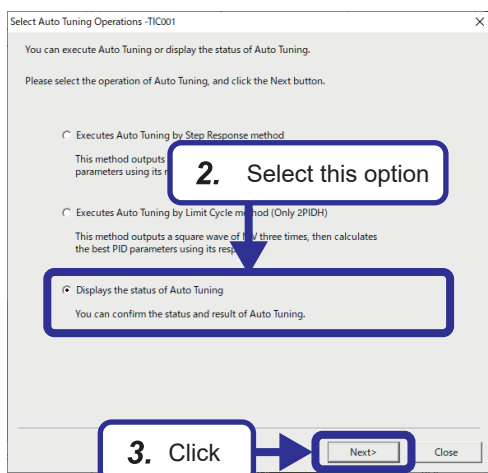 Select Auto Tuning Operations -TIC001
You can execute Auto Tuning or display the status of Auto Tuning.
Please select the operation of Auto Tuning, and click the Next button.
Executes Auto Tuning by Step Response method
This method outputs
parameters using its
2. Select this option
Executes Auto Tuning by Limit Cycle (Only 2PIDH)
This method outputs a square wave of three times, then calculates
the best PID parameters using its
Displays the status of Auto Tuning
You can confirm the status and result of Auto Tuning.
3. Click
Next>
Close